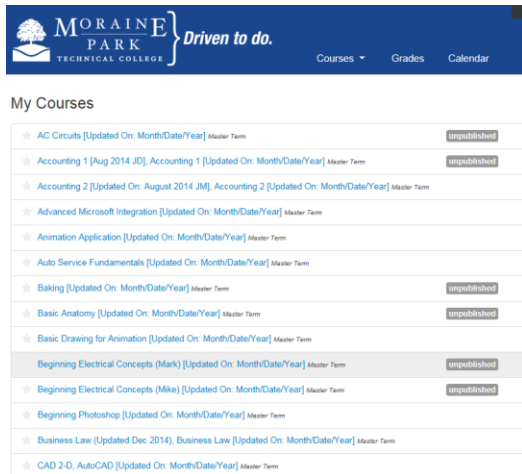 MORAINE
PARK
TECHNICAL COLLEGE
Driven to do.
Courses Grades Calendar
My Courses
AC Circuits [Updated On: Month/Date/Year] Master Term unpublished
Accounting 1 [Aug 2014 JD], Accounting 1 [Updated On: Month/Date/Year] Master Term unpublished
Accounting 2 [Updated On: August 2014 JM], Accounting 2 [Updated On: Month/Date/Year] Master Term
Advanced Microsoft Integration [Updated On: Month/Date/Year] Master Term
Animation Application [Updated On: Month/Date/Year] Master Term
Auto Service Fundamentals [Updated On: Month/Date/Year] Master Term
Baking [Updated On: Month/Date/Year] Master Term unpublished
Basic Anatomy [Updated On: Month/Date/Year] Master Term unpublished
Basic Drawing for Animation [Updated On: Month/Date/Year] Master Term
Beginning Electrical Concepts (Mark) [Updated On: Month/Date/Year] Master Term unpublished
Beginning Electrical Concepts (Mike) [Updated On: Month/Date/Year] Master Term unpublished
Beginning Photoshop [Updated On: Month/Date/Year] Master Term
Business Law (Updated Dec 2014), Business Law [Updated On: Month/Date/Year] Master Term
CAD 2-D, AutoCAD [Updated On: Month/Date/Year] Master Term